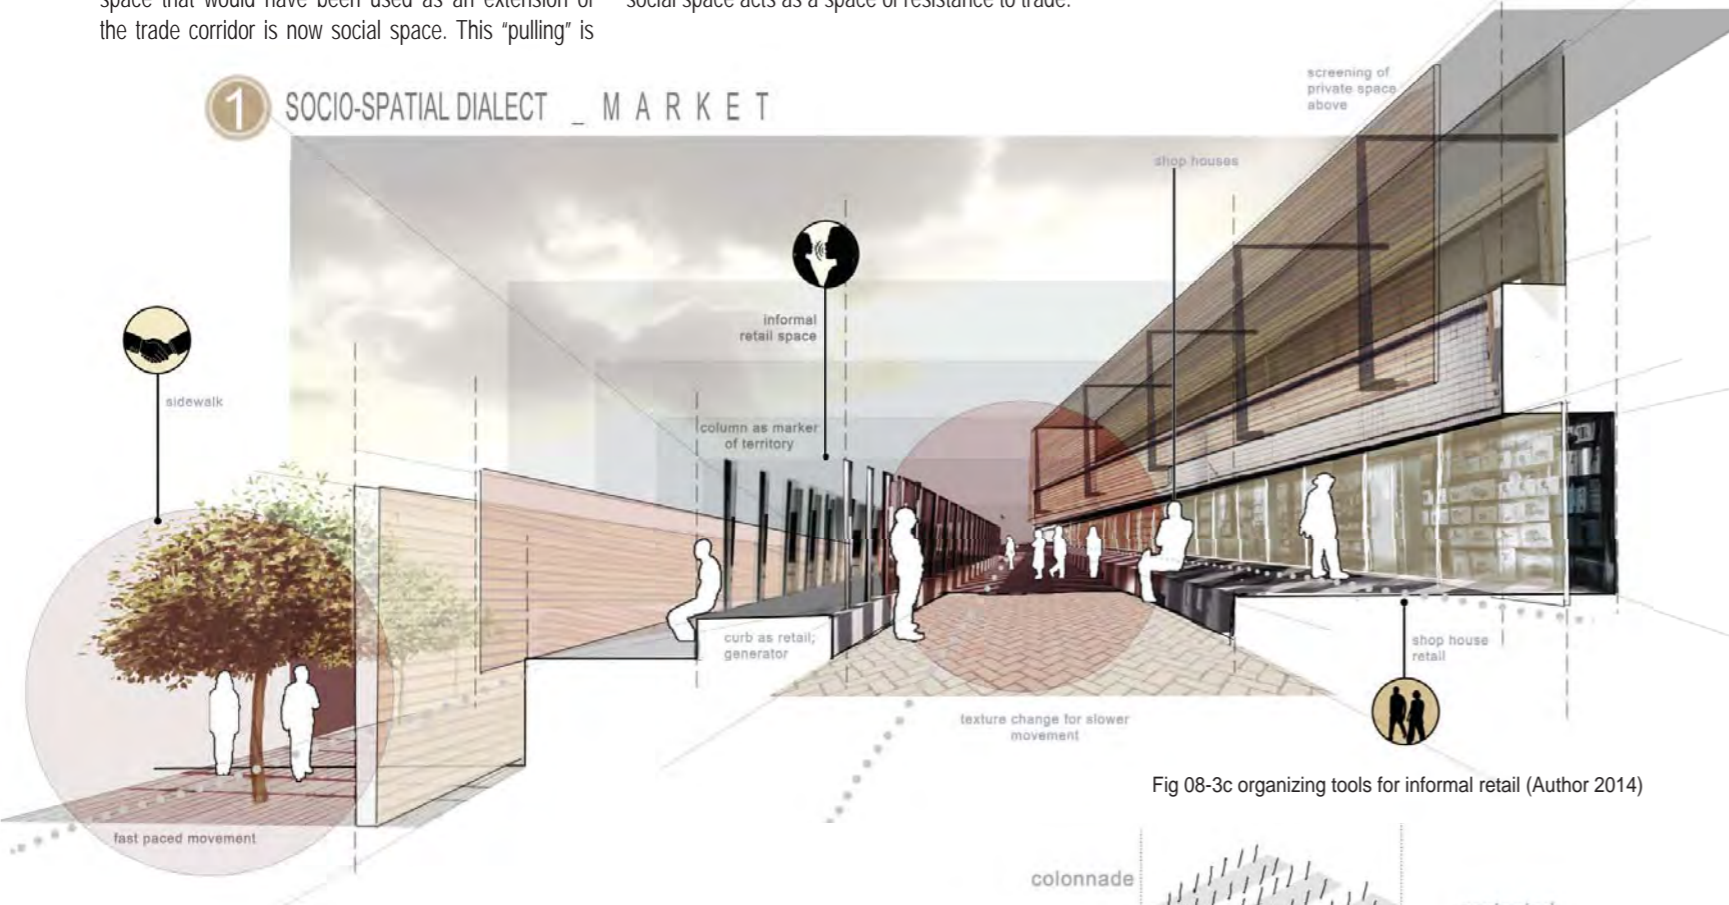 space that would have been used as an extension of
the trade corridor is now social space. This “pulling” is
social space acts as a space of resistance to trade.
1 SOCIO-SPATIAL DIALECT _ MARKET
screening of
private space
above
shop houses
informal
retail space
sidewalk
column as marker
of territory
curb as retail;
generator
shop house
retail
texture change for slower
movement
Fig 08-3c organizing tools for informal retail (Author 2014)
fast paced movement
colonnade